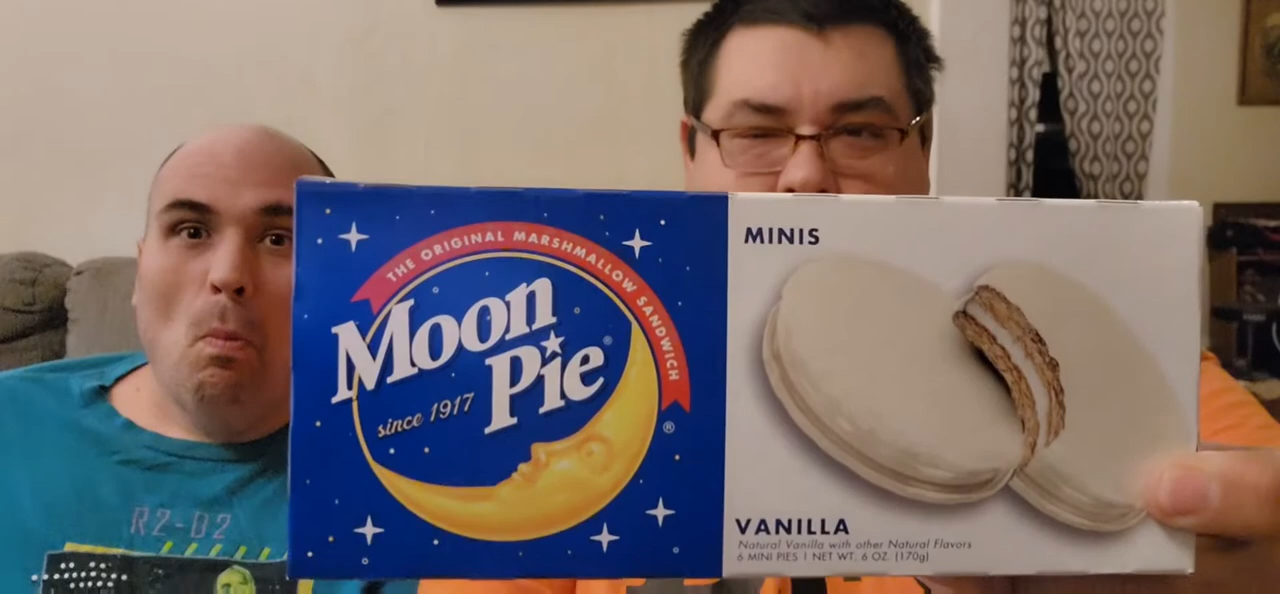 THE ORIGINAL MARSHMALLOW SANDWICH
Moon
Pie®
since 1917
®
MINIS
VANILLA
Natural Vanilla with other Natural Flavors
6 MINI PIES | NET WT. 6 OZ. (170g)
R2-D2